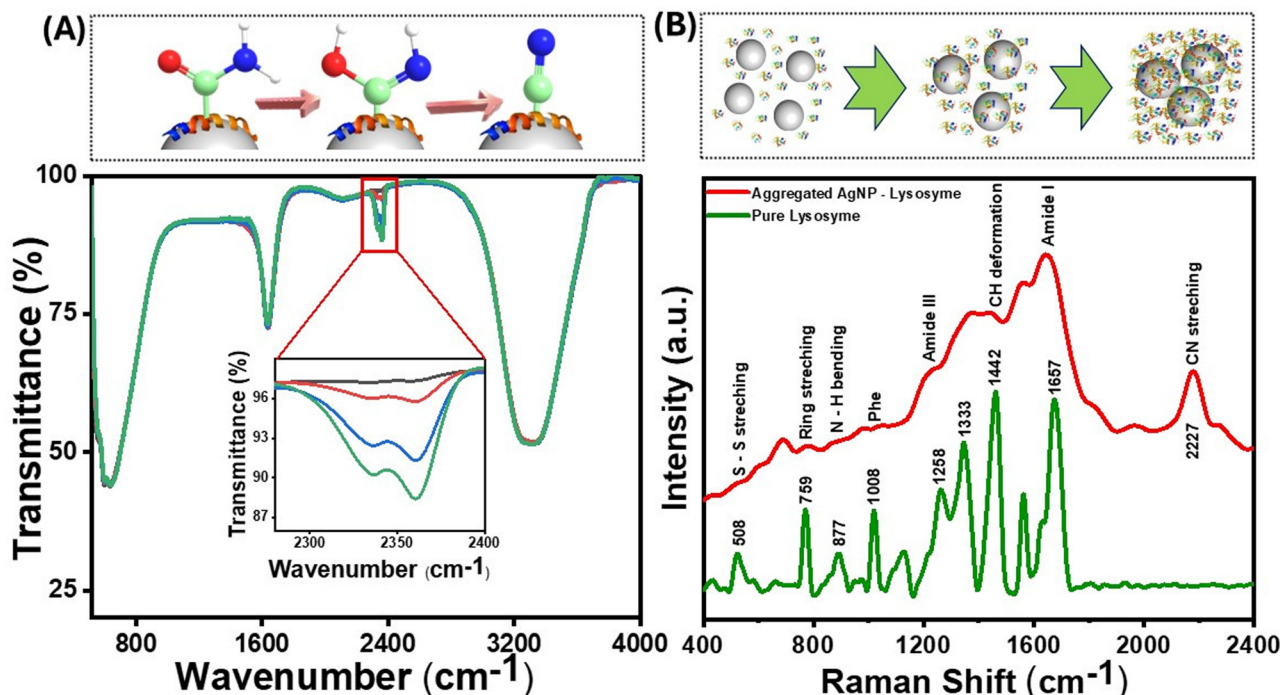 (A)
100
75
50
25
Transmittance (%)
800
1600
2400
3200
4000
Wavenumber (cm-1)
96
93
90
87
Transmittance (%)
2300
2350
2400
Wavenumber (cm-1)
(B)
Aggregated AgNP - Lysosyme
Pure Lysosyme
Intensity (a.u.)
S - S streching
Ring streching
N - H bending
Phe
Amide III
CH deformation
Amide I
CN streching
508
759
877
1008
1258
1333
1442
1657
2227
400
800
1200
1600
2000
2400
Raman Shift (cm-1)